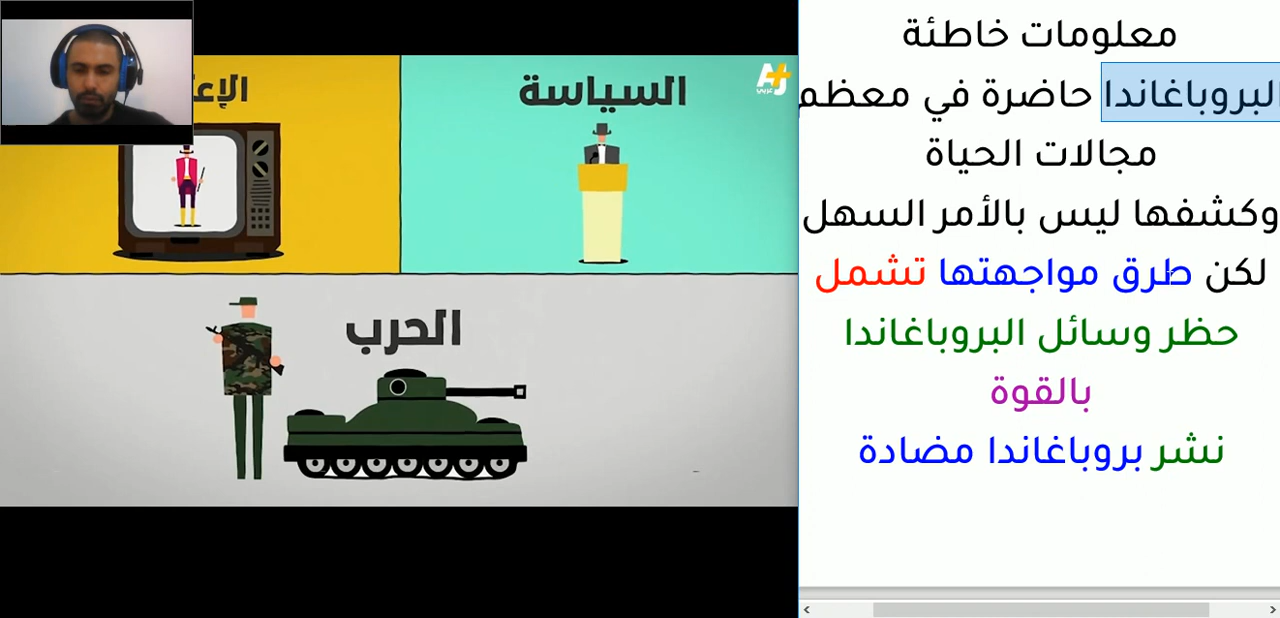 السياسة
عربي
الحرب
معلومات خاطئة
البروباغاندا حاضرة في معظم
مجالات الحياة
وكشفها ليس بالأمر السهل
لكن طرق مواجهتها تشمل
حظر وسائل البروباغاندا
بالقوة
نشر بروباغاندا مضادة